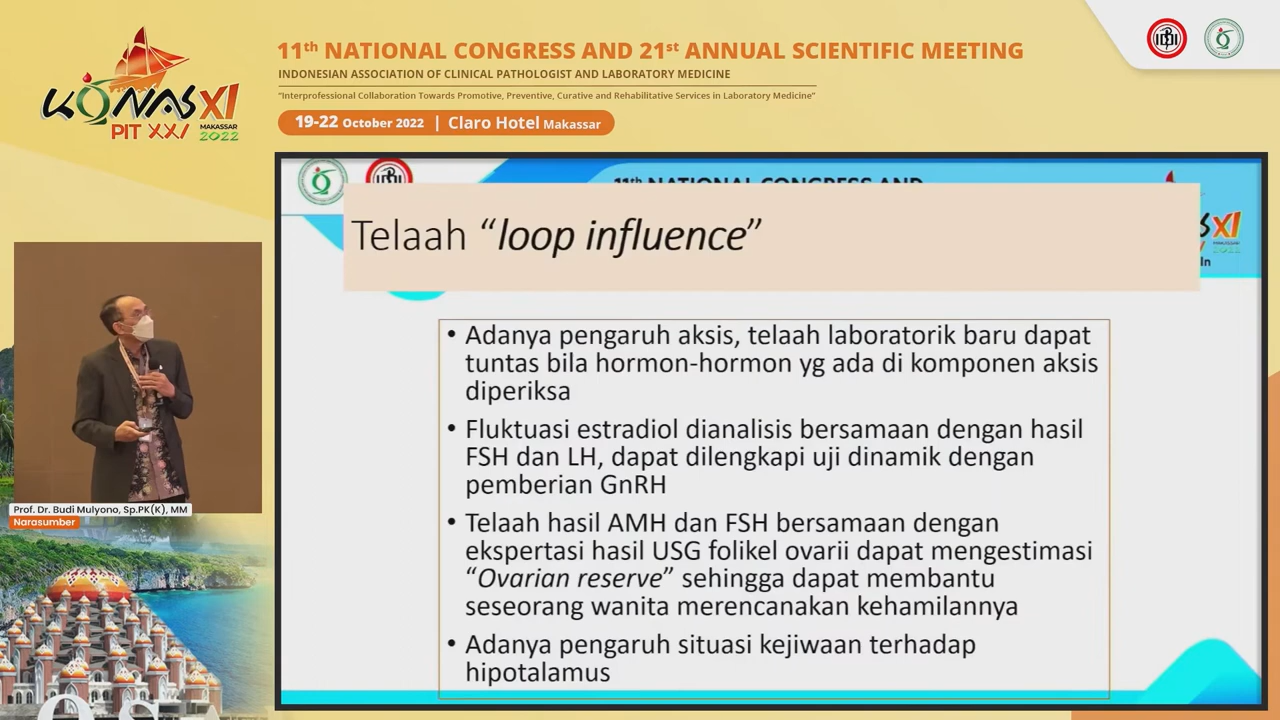 11th NATIONAL CONGRESS AND 21st ANNUAL SCIENTIFIC MEETING
INDONESIAN ASSOCIATION OF CLINICAL PATHOLOGIST AND LABORATORY MEDICINE
"Interprofessional Collaboration Towards Promotive, Preventive, Curative and Rehabilitative Services in Laboratory Medicine"
19-22 October 2022 | Claro Hotel Makassar
KONAS XI
PIT XXI
MAKASSAR
2022
11th NATIONAL CONGRESS AND
XI
Telaah “loop influence”
• Adanya pengaruh aksis, telaah laboratorik baru dapat
tuntas bila hormon-hormon yg ada di komponen aksis
diperiksa
• Fluktuasi estradiol dianalisis bersamaan dengan hasil
FSH dan LH, dapat dilengkapi uji dinamik dengan
pemberian GnRH
• Telaah hasil AMH dan FSH bersamaan dengan
ekspertasi hasil USG folikel ovarii dapat mengestimasi
“Ovarian reserve” sehingga dapat membantu
seseorang wanita merencanakan kehamilannya
• Adanya pengaruh situasi kejiwaan terhadap
hipotalamus
Prof. Dr. Budi Mulyono, Sp.PK(K), MM
Narasumber